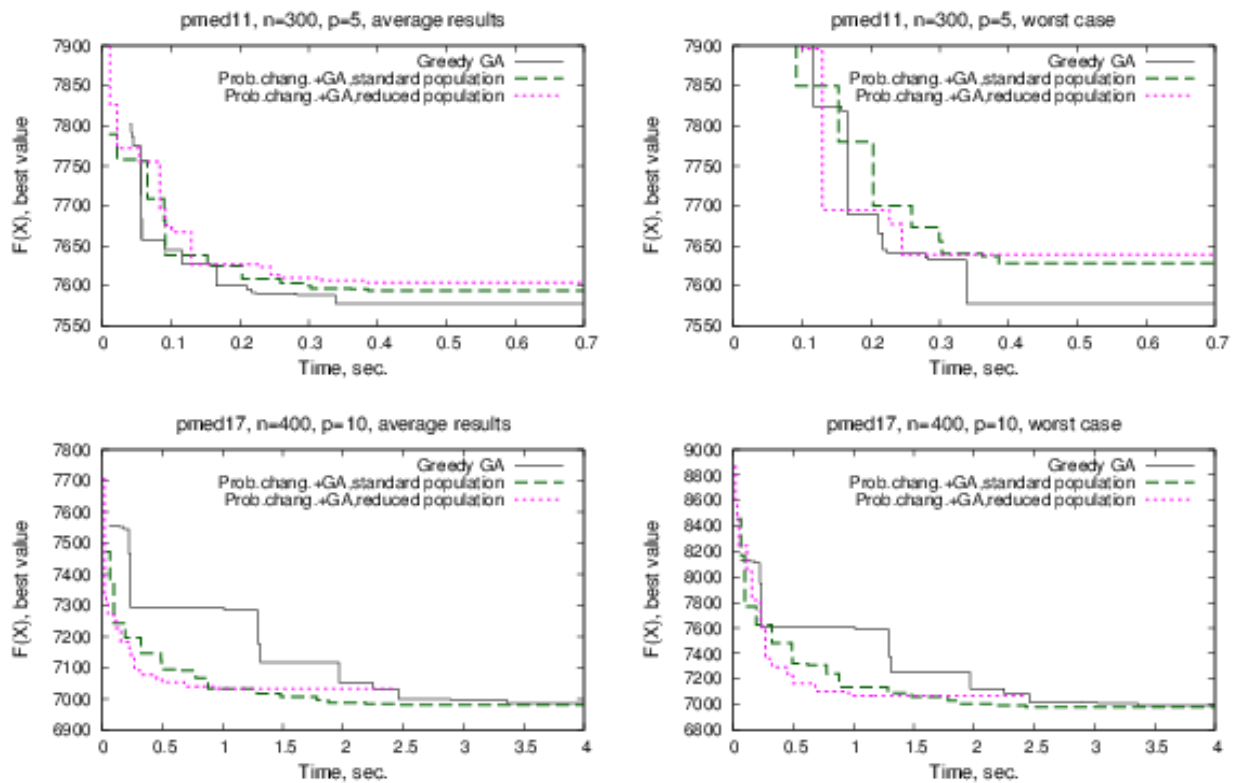 pmed11, n=300, p=5, average results
7900
7850
7800
7750
7700
7650
7600
7550
F(X), best value
Greedy GA
Prob.chang.+GA,standard population
Prob.chang.+GA,reduced population
0 0.1 0.2 0.3 0.4 0.5 0.6 0.7
Time, sec.
pmed11, n=300, p=5, worst case
7900
7850
7800
7750
7700
7650
7600
7550
F(X), best value
Greedy GA
Prob.chang.+GA,standard population
Prob.chang.+GA,reduced population
0 0.1 0.2 0.3 0.4 0.5 0.6 0.7
Time, sec.
pmed17, n=400, p=10, average results
7800
7700
7600
7500
7400
7300
7200
7100
7000
6900
F(X), best value
Greedy GA
Prob.chang.+GA,standard population
Prob.chang.+GA,reduced population
0 0.5 1 1.5 2 2.5 3 3.5 4
Time, sec.
pmed17, n=400, p=10, worst case
9000
8800
8600
8400
8200
8000
7800
7600
7400
7200
7000
6800
F(X), best value
Greedy GA
Prob.chang.+GA,standard population
Prob.chang.+GA,reduced population
0 0.5 1 1.5 2 2.5 3 3.5 4
Time, sec.